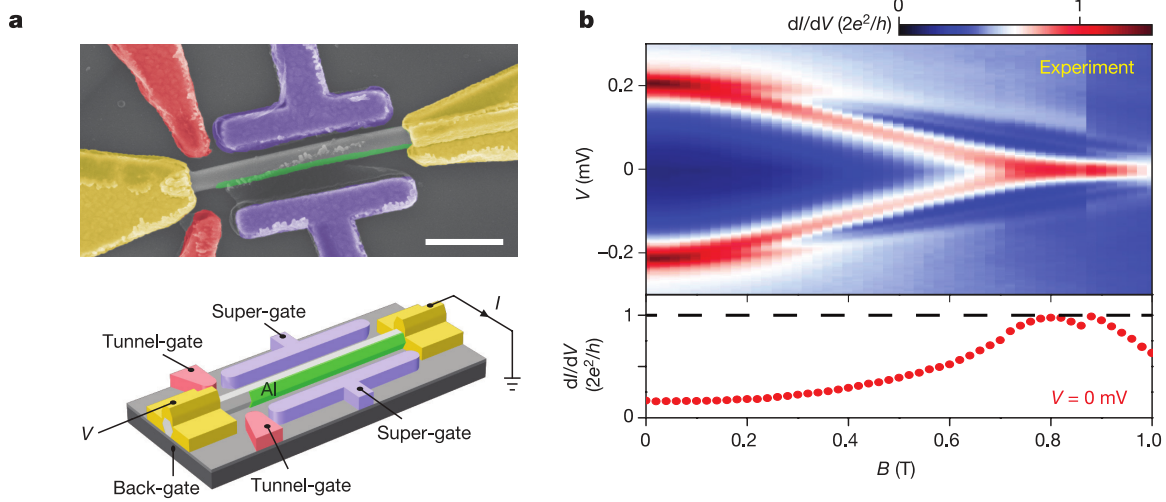 a
Super-gate
Tunnel-gate
Al
I
V
Super-gate
Back-gate
Tunnel-gate
b
dI/dV (2e²/h)
0
1
Experiment
V (mV)
0.2
0
−0.2
dI/dV
(2e²/h)
1
0
V = 0 mV
0
0.2
0.4
0.6
0.8
1.0
B (T)